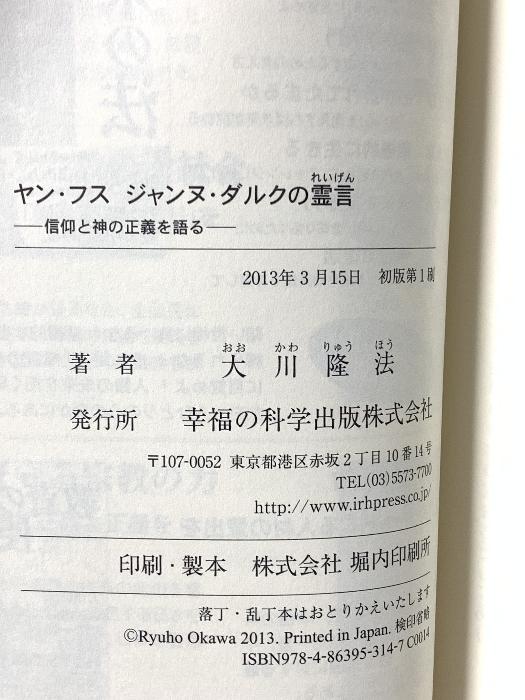 れいげん
ヤン・フス ジャンヌ・ダルクの霊言
──信仰と神の正義を語る──
2013年3月15日 初版第1刷
おお かわ りゅう ほう
著者 大川隆法
発行所 幸福の科学出版株式会社
〒107-0052 東京都港区赤坂2丁目10番14号
TEL(03)5573-7700
http://www.irhpress.co.jp/
印刷・製本 株式会社 堀内印刷所
落丁・乱丁本はおとりかえいたします
©Ryuho Okawa 2013. Printed in Japan. 検印省略
ISBN978-4-86395-314-7 C0014